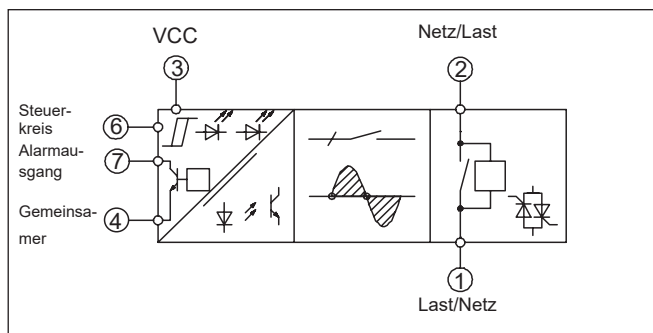 VCC
Netz/Last
3
2
Steuer-
kreis
6
Alarmau-
sgang
7
Gemeinsa-
mer
4
1
Last/Netz